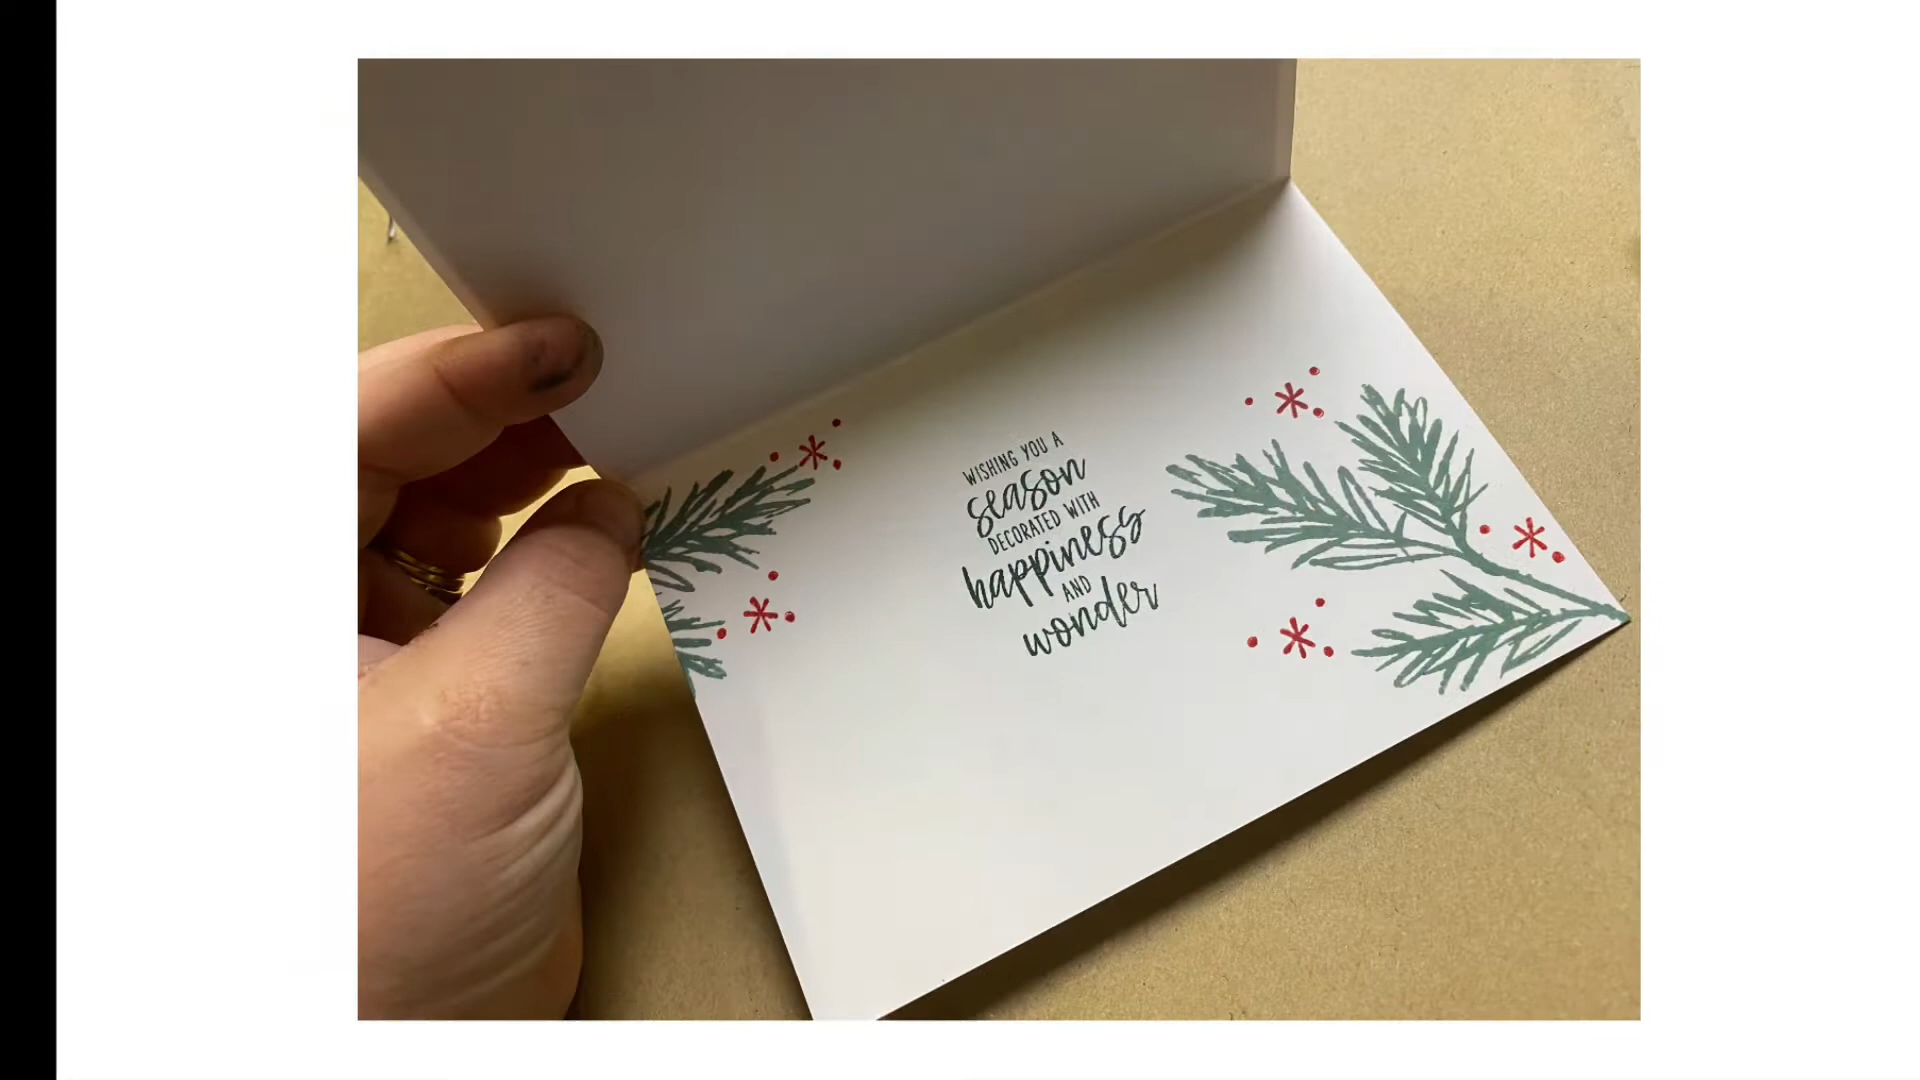 WISHING YOU A
season
DECORATED WITH
happiness
AND
wonder